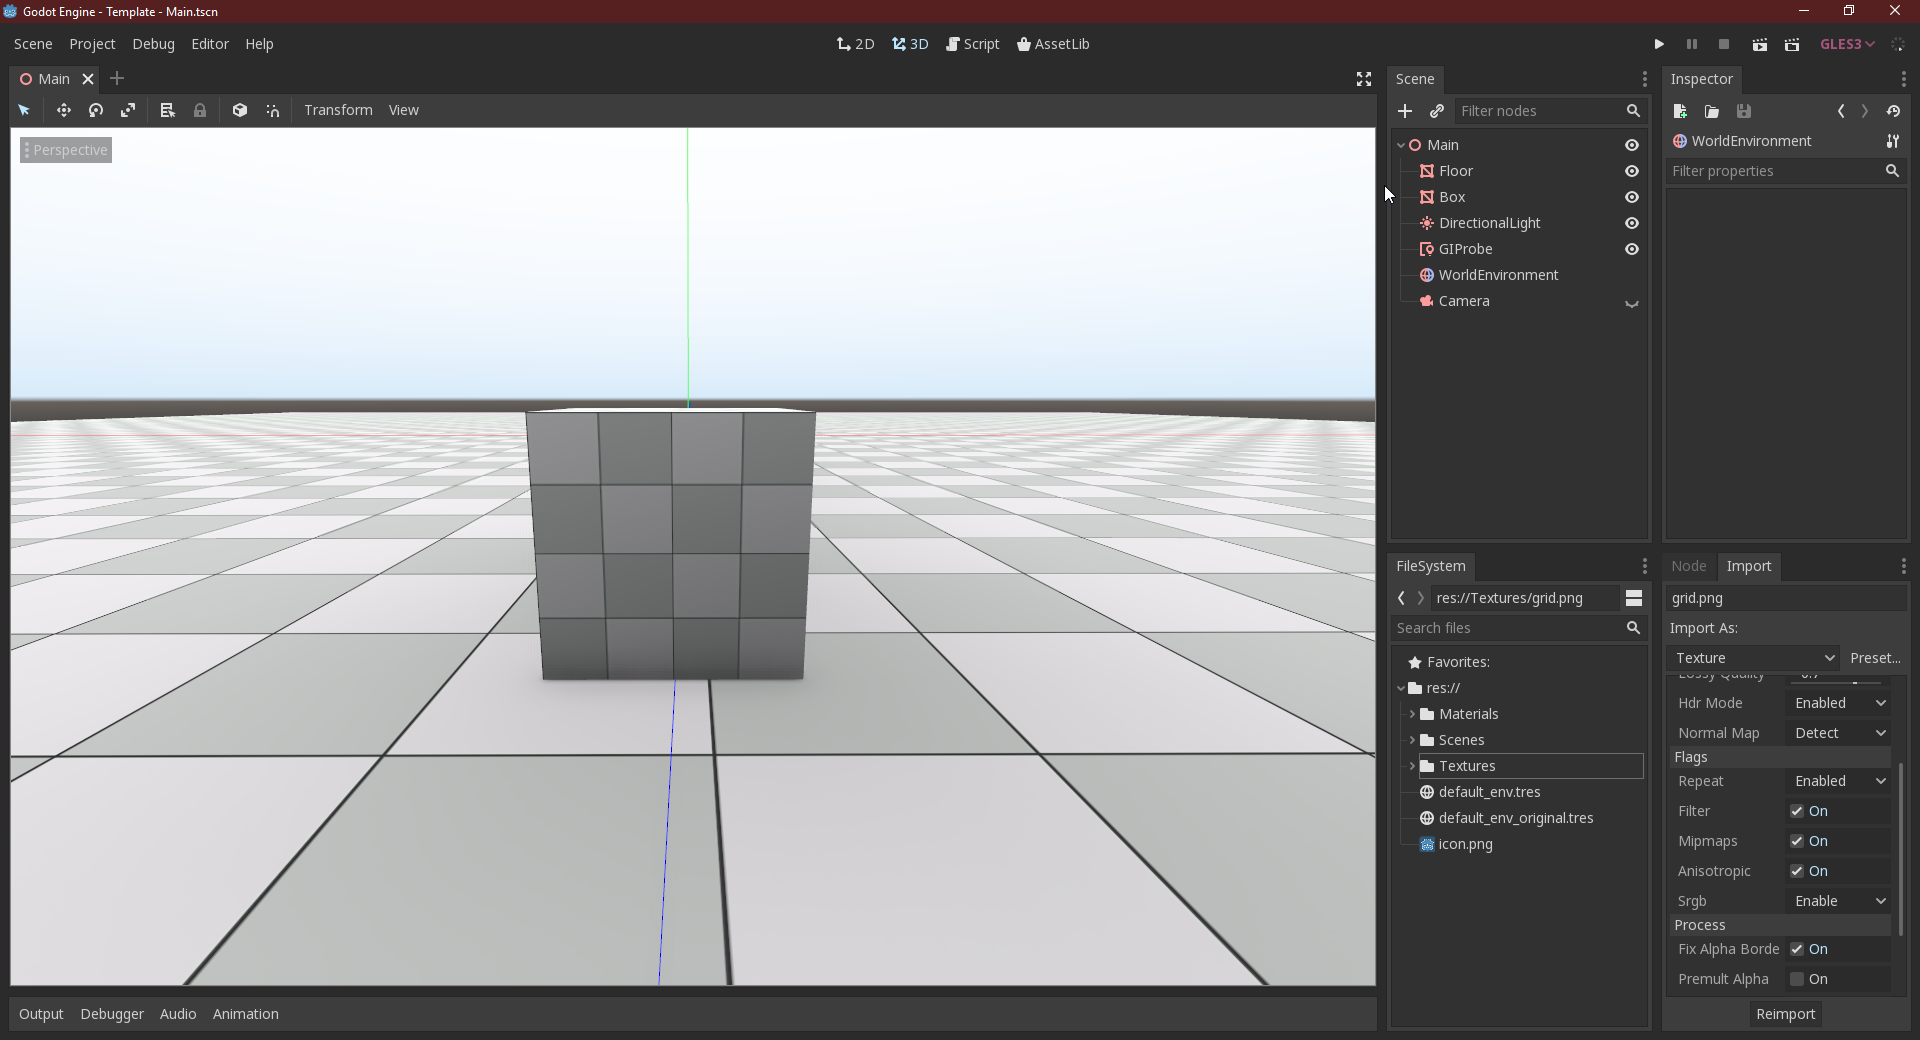 Godot Engine - Template - Main.tscn
Scene Project Debug Editor Help
2D 3D Script AssetLib
GLES3
Main
Transform View
Perspective
Scene
Filter nodes
Main
Floor
Box
DirectionalLight
GIProbe
WorldEnvironment
Camera
Inspector
WorldEnvironment
Filter properties
FileSystem
res://Textures/grid.png
Search files
Favorites:
res://
Materials
Scenes
Textures
default_env.tres
default_env_original.tres
icon.png
Node Import
grid.png
Import As:
Texture Preset...
Lossy Quality 0.7
Hdr Mode Enabled
Normal Map Detect
Flags
Repeat Enabled
Filter On
Mipmaps On
Anisotropic On
Srgb Enable
Process
Fix Alpha Borde On
Premult Alpha On
Reimport
Output Debugger Audio Animation